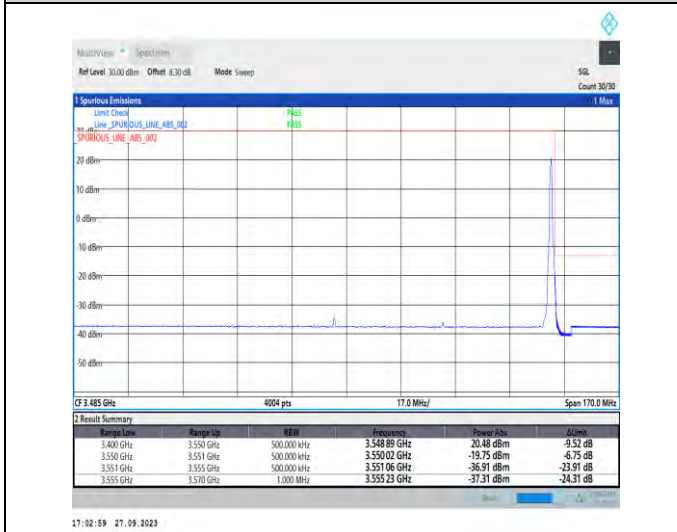 MultiView Spectrum
Ref Level 30.00 dBm Offset 8.30 dB Mode Sweep SGL
Count 30/30
1 Spurious Emissions 1 Max
Limit Check PASS
Line _SPURIOUS_LINE_ABS_002 PASS
_SPURIOUS_LINE_ABS_002
20 dBm
10 dBm
0 dBm
-10 dBm
-20 dBm
-30 dBm
-40 dBm
-50 dBm
CF 3.485 GHz 4004 pts 17.0 MHz/ Span 170.0 MHz
2 Result Summary
Range Low Range Up RBW Frequency Power Abs ΔLimit
3.400 GHz 3.550 GHz 500.000 kHz 3.548 89 GHz 20.48 dBm -9.52 dB
3.550 GHz 3.551 GHz 500.000 kHz 3.550 02 GHz -19.75 dBm -6.75 dB
3.551 GHz 3.555 GHz 500.000 kHz 3.551 06 GHz -36.91 dBm -23.91 dB
3.555 GHz 3.570 GHz 1.000 MHz 3.555 23 GHz -37.31 dBm -24.31 dB
17:02:59 27.09.2023